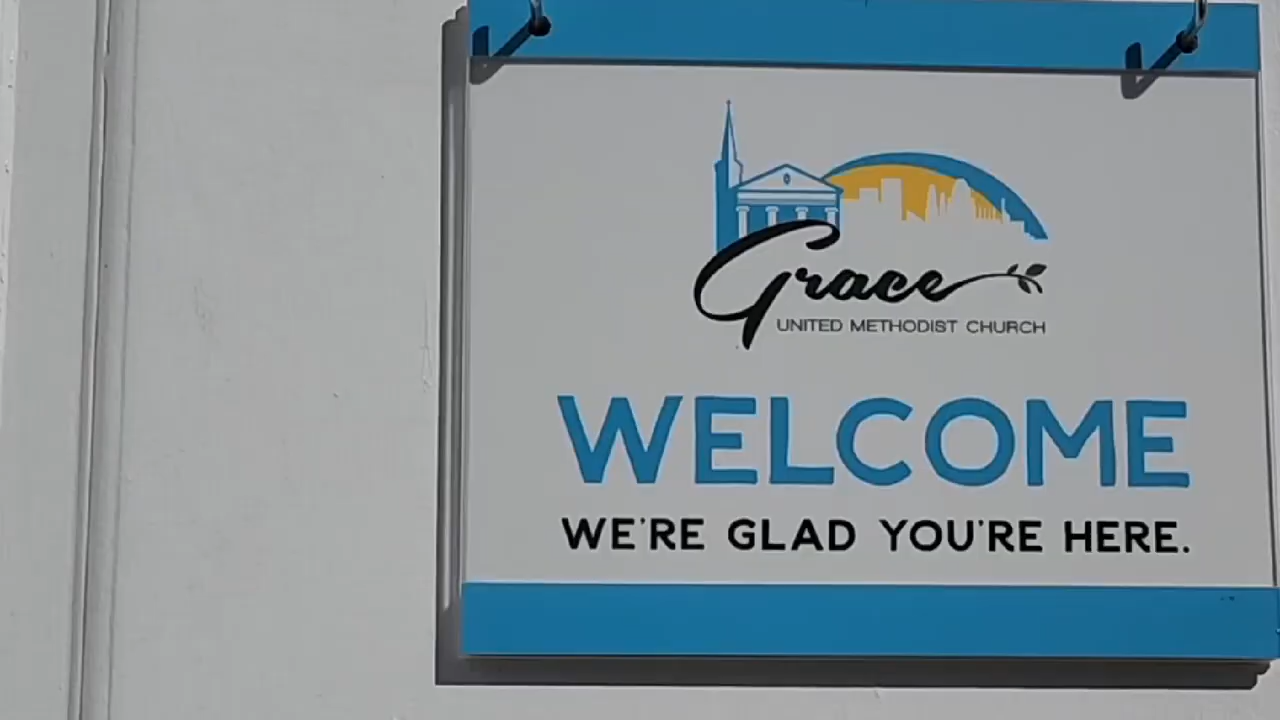 Grace
UNITED METHODIST CHURCH
WELCOME
WE'RE GLAD YOU'RE HERE.